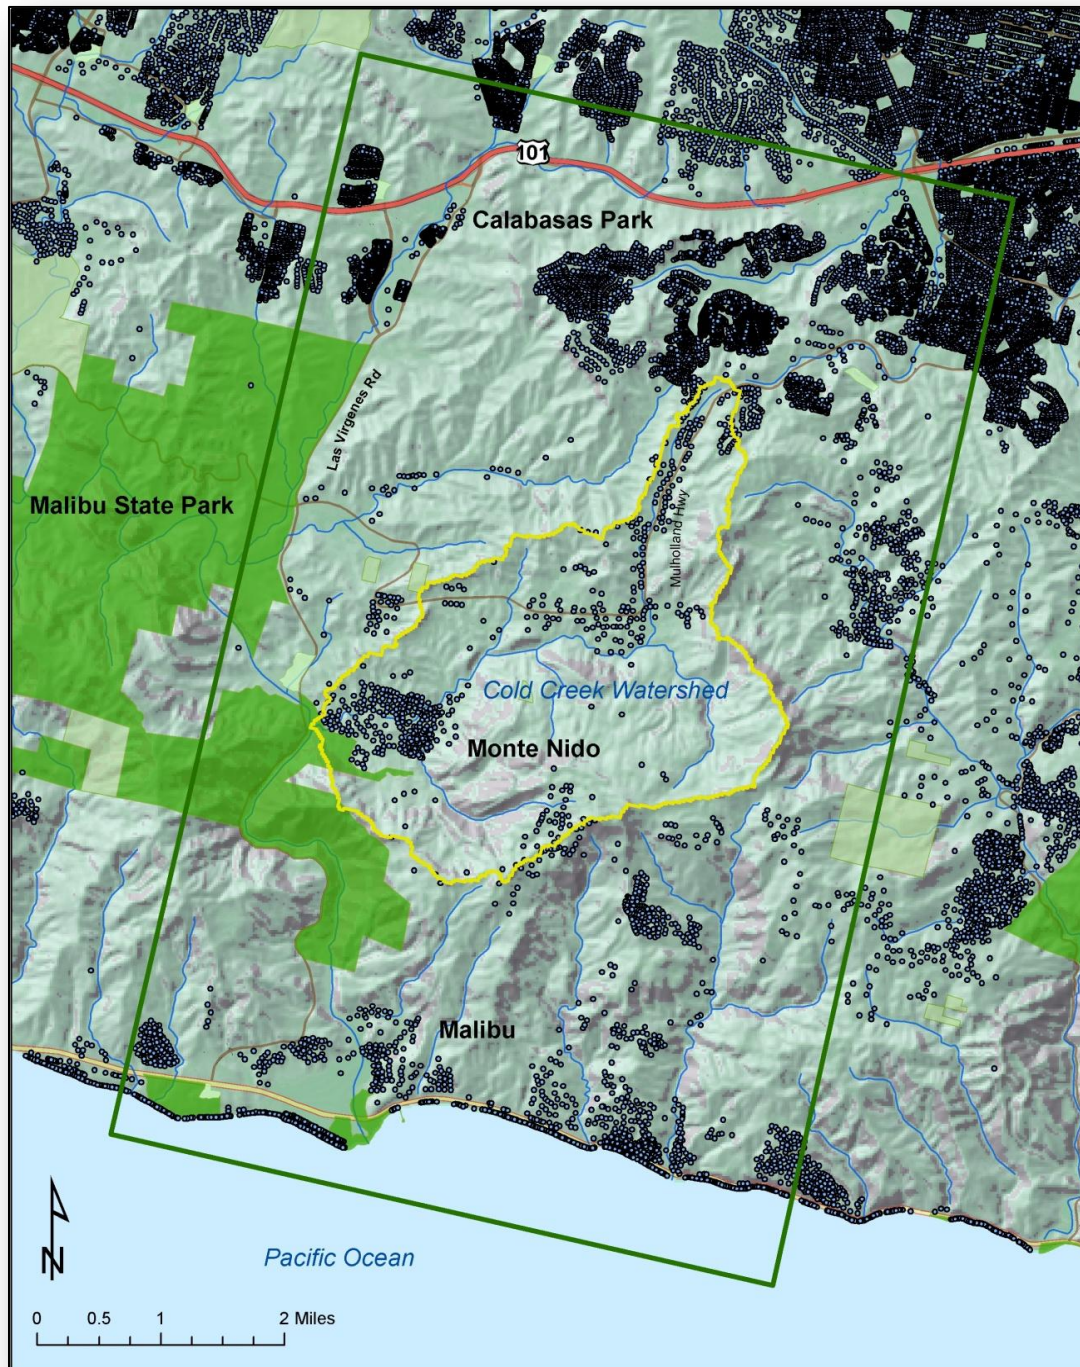 101
Calabasas Park
Las Virgenes Rd
Malibu State Park
Mulholland Hwy
Cold Creek Watershed
Monte Nido
Malibu
N
Pacific Ocean
0 0.5 1 2 Miles